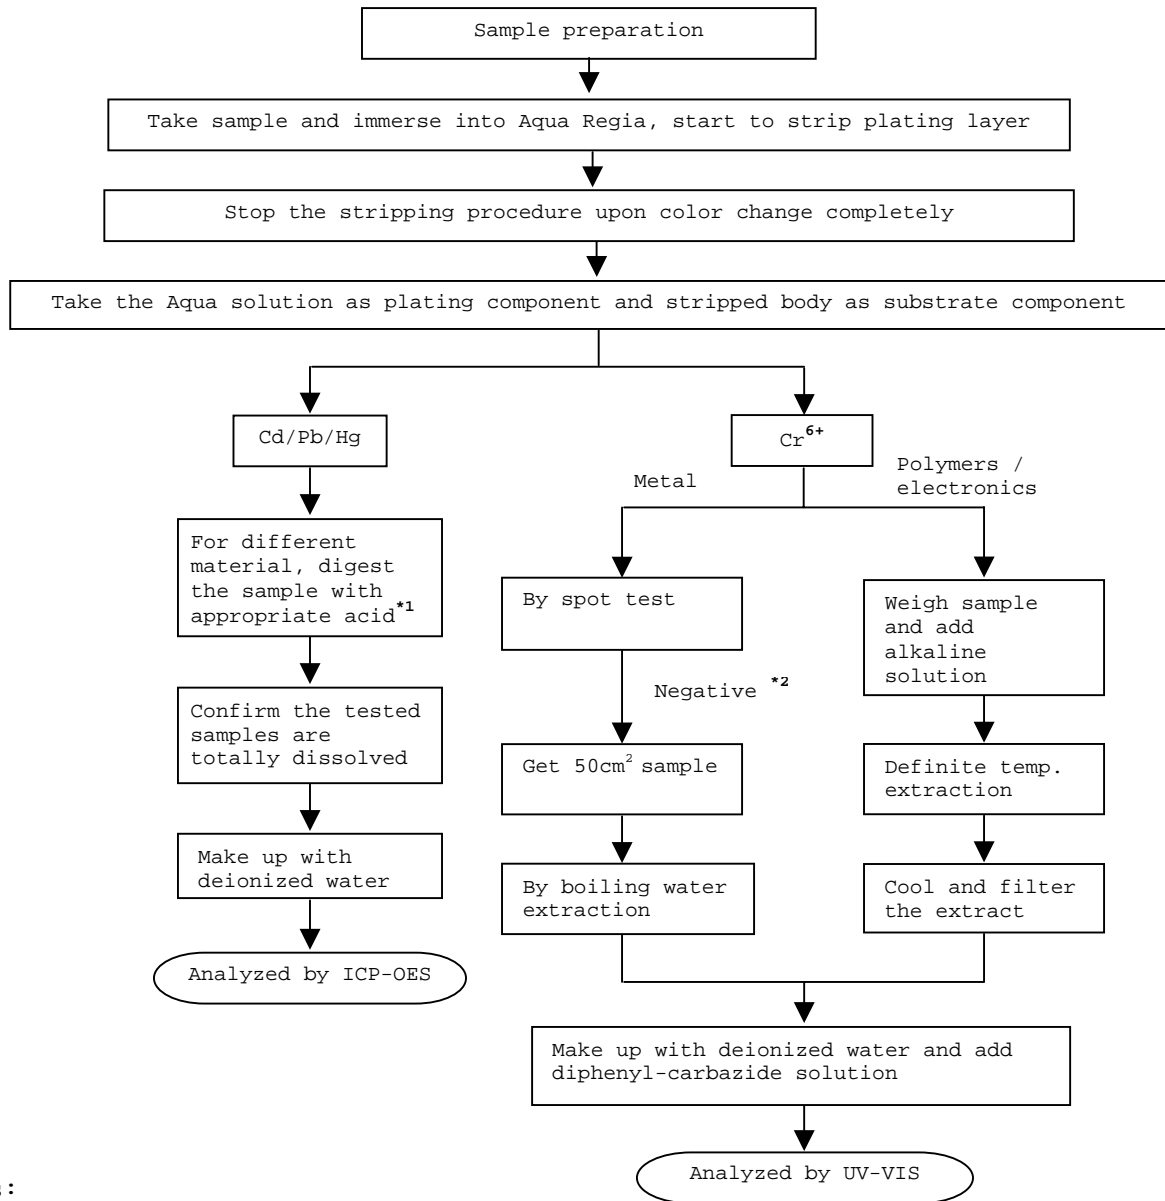 Sample preparation
Take sample and immerse into Aqua Regia, start to strip plating layer
Stop the stripping procedure upon color change completely
Take the Aqua solution as plating component and stripped body as substrate component
Cd/Pb/Hg
For different
material, digest
the sample with
appropriate acid*1
Confirm the tested
samples are
totally dissolved
Make up with
deionized water
Analyzed by ICP-OES
Cr6+
Metal
By spot test
Negative *2
Get 50cm2 sample
By boiling water
extraction
Polymers /
electronics
Weigh sample
and add
alkaline
solution
Definite temp.
extraction
Cool and filter
the extract
Make up with deionized water and add
diphenyl-carbazide solution
Analyzed by UV-VIS